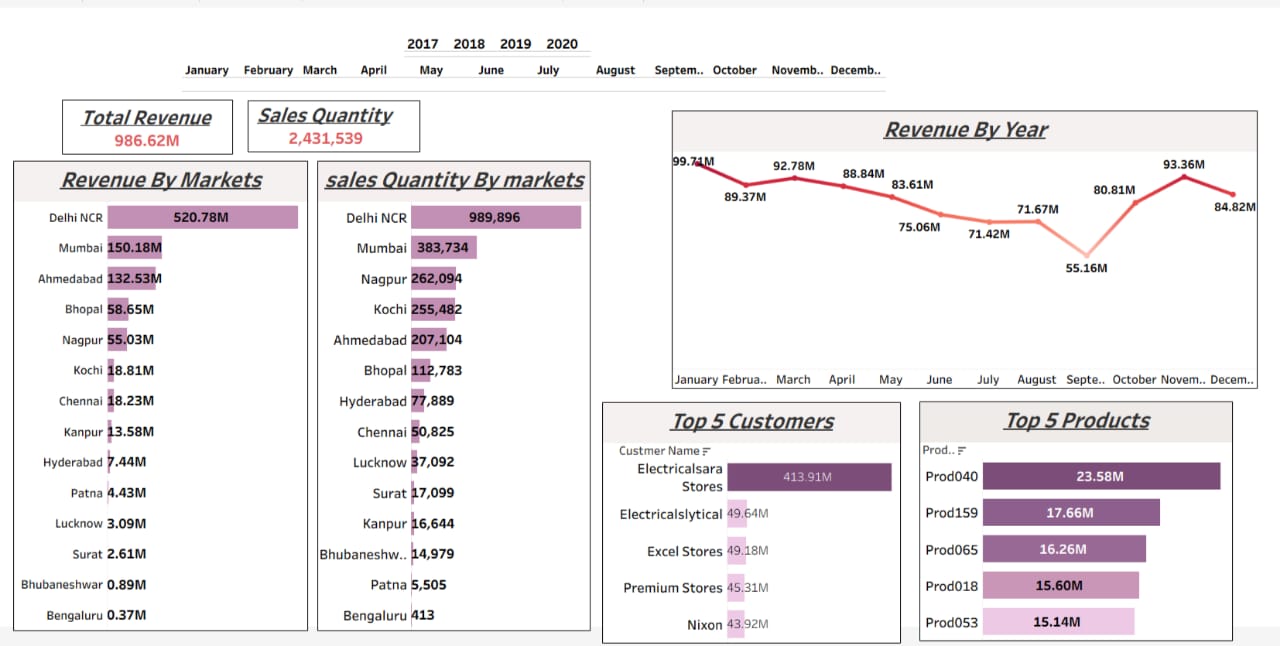 2017 2018 2019 2020
January February March April May June July August Septem.. October Novemb.. Decemb..
Total Revenue
986.62M
Sales Quantity
2,431,539
Revenue By Markets
Delhi NCR 520.78M
Mumbai 150.18M
Ahmedabad 132.53M
Bhopal 58.65M
Nagpur 55.03M
Kochi 18.81M
Chennai 18.23M
Kanpur 13.58M
Hyderabad 7.44M
Patna 4.43M
Lucknow 3.09M
Surat 2.61M
Bhubaneshwar 0.89M
Bengaluru 0.37M
sales Quantity By markets
Delhi NCR 989,896
Mumbai 383,734
Nagpur 262,094
Kochi 255,482
Ahmedabad 207,104
Bhopal 112,783
Hyderabad 77,889
Chennai 50,825
Lucknow 37,092
Surat 17,099
Kanpur 16,644
Bhubaneshw.. 14,979
Patna 5,505
Bengaluru 413
Revenue By Year
99.71M
89.37M
92.78M
88.84M
83.61M
75.06M
71.42M
71.67M
55.16M
80.81M
93.36M
84.82M
January Februa.. March April May June July August Septe.. October Novem.. Decem..
Top 5 Customers
Custmer Name
Electricalsara
Stores
413.91M
Electricalslytical 49.64M
Excel Stores 49.18M
Premium Stores 45.31M
Nixon 43.92M
Top 5 Products
Prod..
Prod040 23.58M
Prod159 17.66M
Prod065 16.26M
Prod018 15.60M
Prod053 15.14M